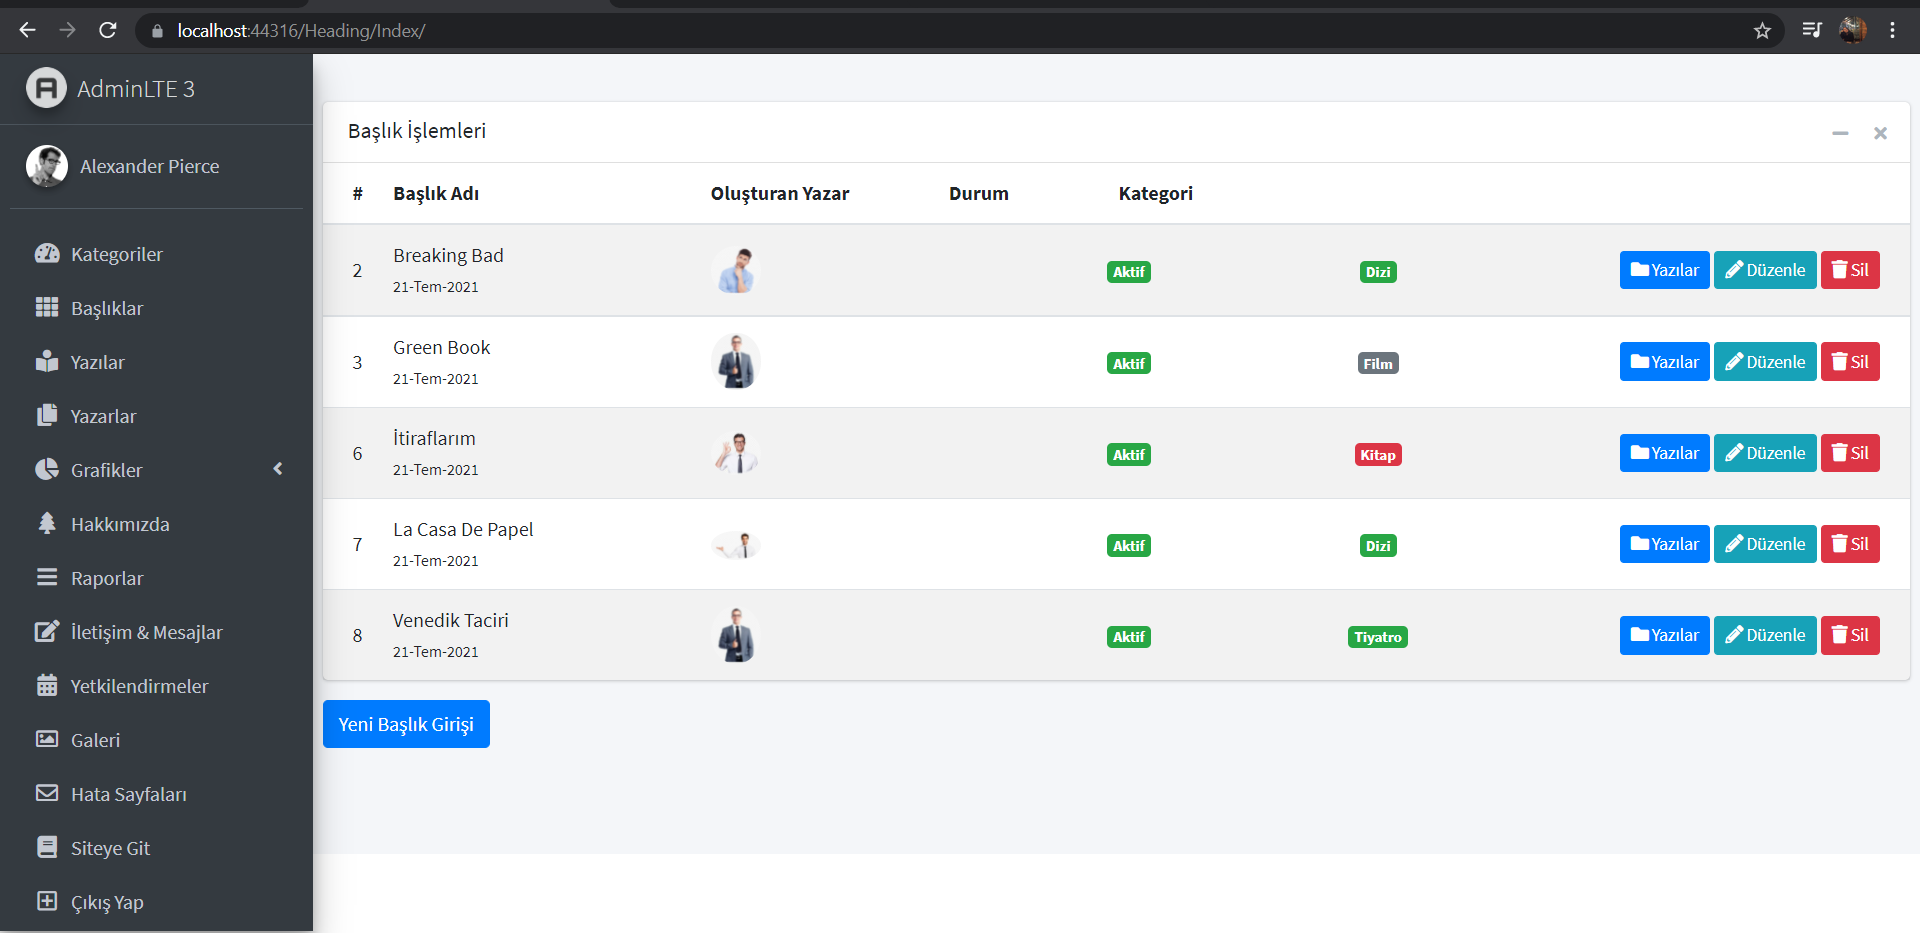 localhost:44316/Heading/Index/
AdminLTE 3
Alexander Pierce
Kategoriler
Başlıklar
Yazılar
Yazarlar
Grafikler
Hakkımızda
Raporlar
İletişim & Mesajlar
Yetkilendirmeler
Galeri
Hata Sayfaları
Siteye Git
Çıkış Yap
Başlık İşlemleri
# Başlık Adı Oluşturan Yazar Durum Kategori
2 Breaking Bad Aktif Dizi Yazılar Düzenle Sil
21-Tem-2021
3 Green Book Aktif Film Yazılar Düzenle Sil
21-Tem-2021
6 İtiraflarım Aktif Kitap Yazılar Düzenle Sil
21-Tem-2021
7 La Casa De Papel Aktif Dizi Yazılar Düzenle Sil
21-Tem-2021
8 Venedik Taciri Aktif Tiyatro Yazılar Düzenle Sil
21-Tem-2021
Yeni Başlık Girişi